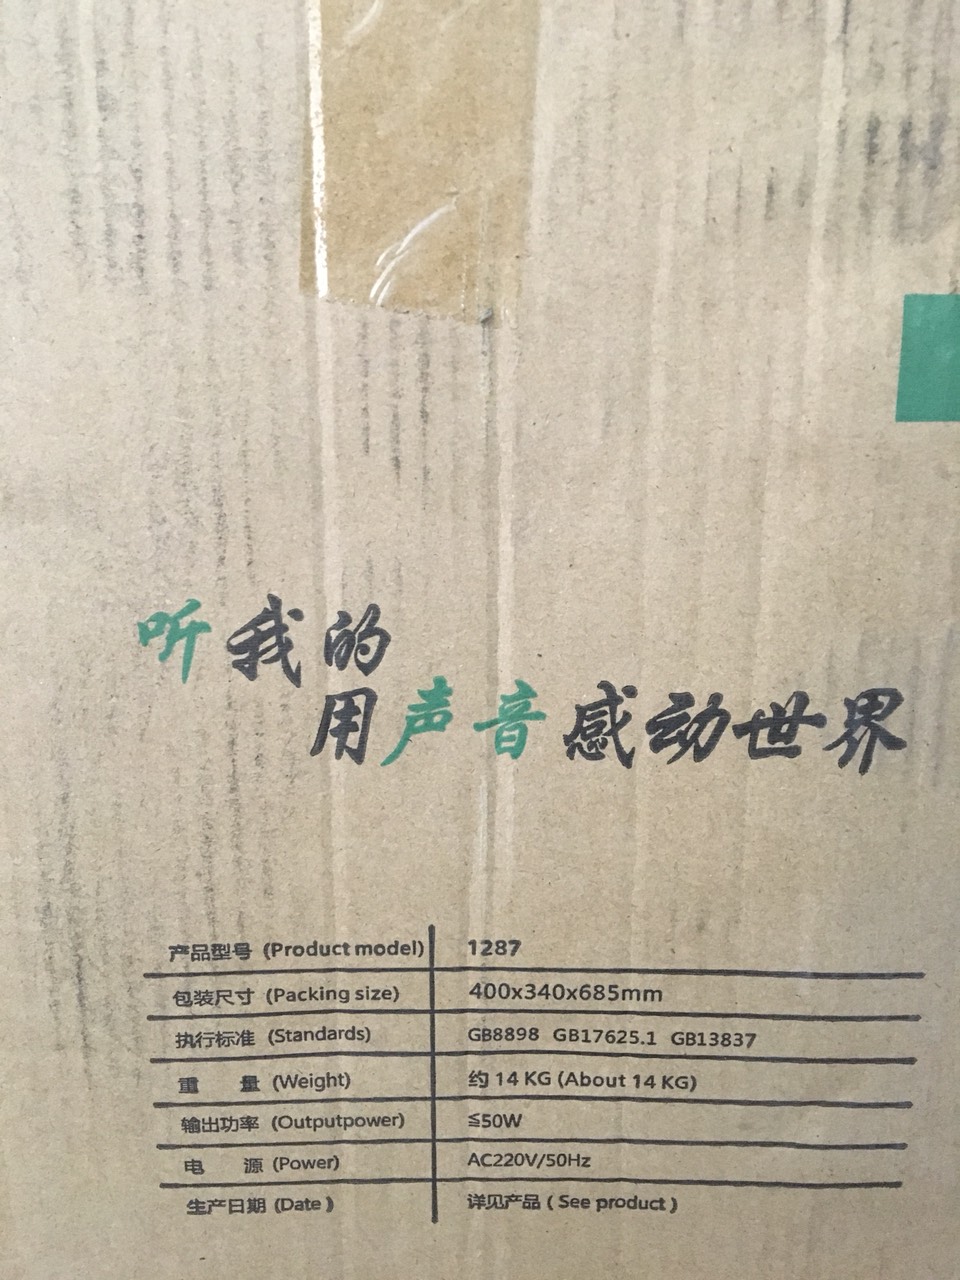 听我的
用声音感动世界
产品型号 (Product model) 1287
包装尺寸 (Packing size) 400x340x685mm
执行标准 (Standards) GB8898 GB17625.1 GB13837
重 量 (Weight) 约 14 KG (About 14 KG)
输出功率 (Outputpower) ≦50W
电 源 (Power) AC220V/50Hz
生产日期 (Date ) 详见产品 ( See product )